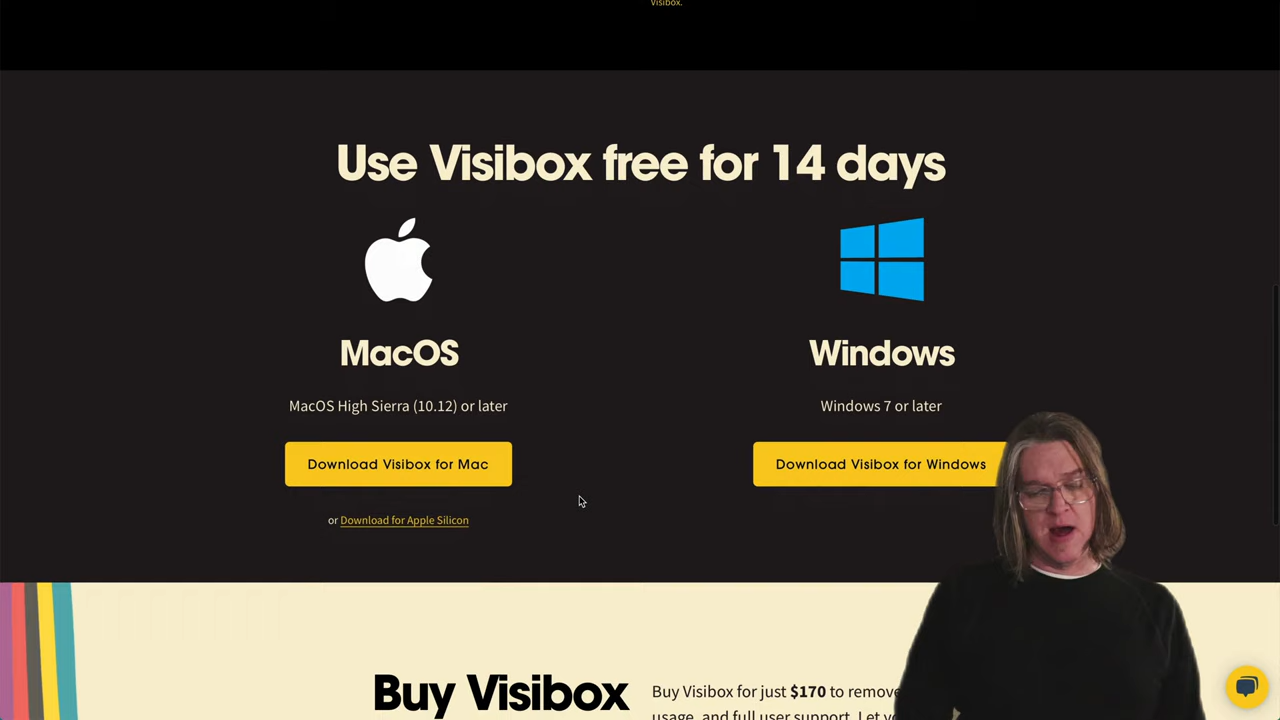 Visibox.
Use Visibox free for 14 days
MacOS
MacOS High Sierra (10.12) or later
Download Visibox for Mac
or Download for Apple Silicon
Windows
Windows 7 or later
Download Visibox for Windows
Buy Visibox
Buy Visibox for just $170 to remove
usage, and full user support. Let